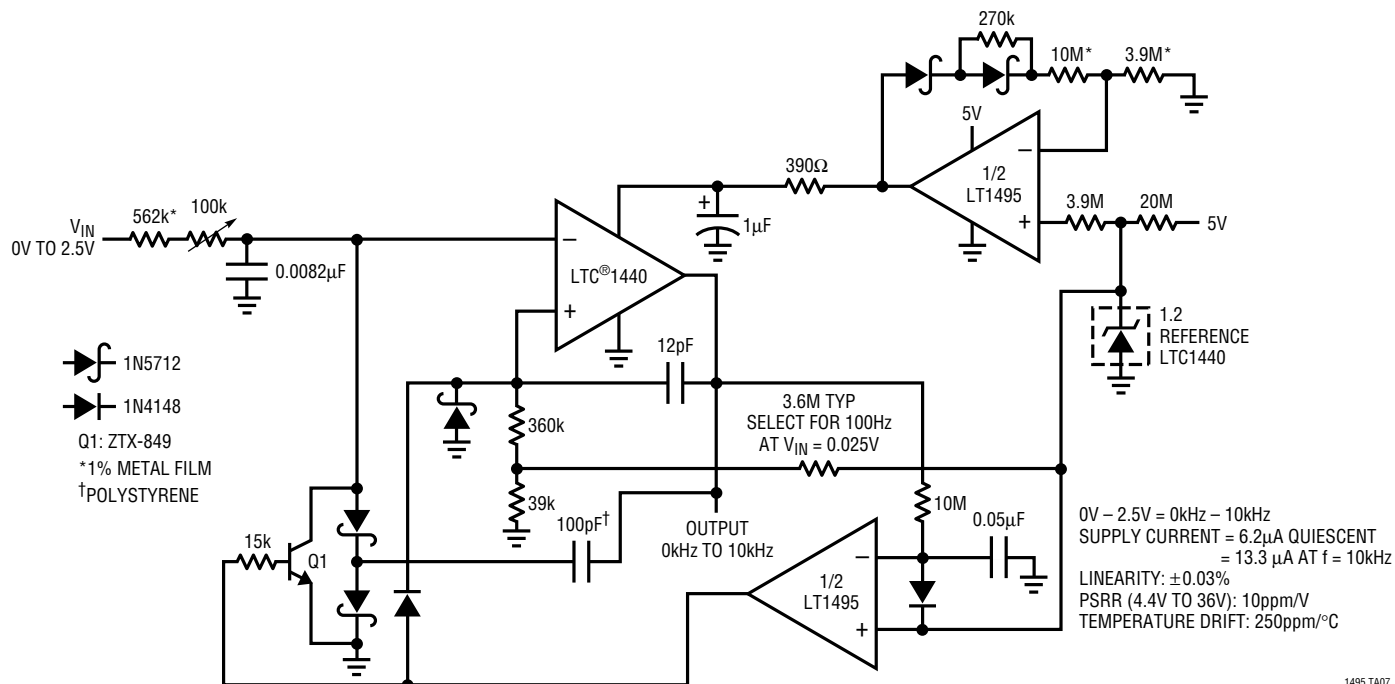 270k
10M*
3.9M*
5V
390Ω
1/2
LT1495
–
+
3.9M
20M
5V
+
1µF
VIN
0V TO 2.5V
562k*
100k
0.0082µF
–
LTC®1440
+
1.2
REFERENCE
LTC1440
12pF
1N5712
1N4148
Q1: ZTX-849
*1% METAL FILM
†POLYSTYRENE
360k
3.6M TYP
SELECT FOR 100Hz
AT VIN = 0.025V
39k
100pF†
OUTPUT
0kHz TO 10kHz
10M
0.05µF
15k
Q1
–
1/2
LT1495
+
0V – 2.5V = 0kHz – 10kHz
SUPPLY CURRENT = 6.2µA QUIESCENT
= 13.3 µA AT f = 10kHz
LINEARITY: ±0.03%
PSRR (4.4V TO 36V): 10ppm/V
TEMPERATURE DRIFT: 250ppm/°C
1495 TA07